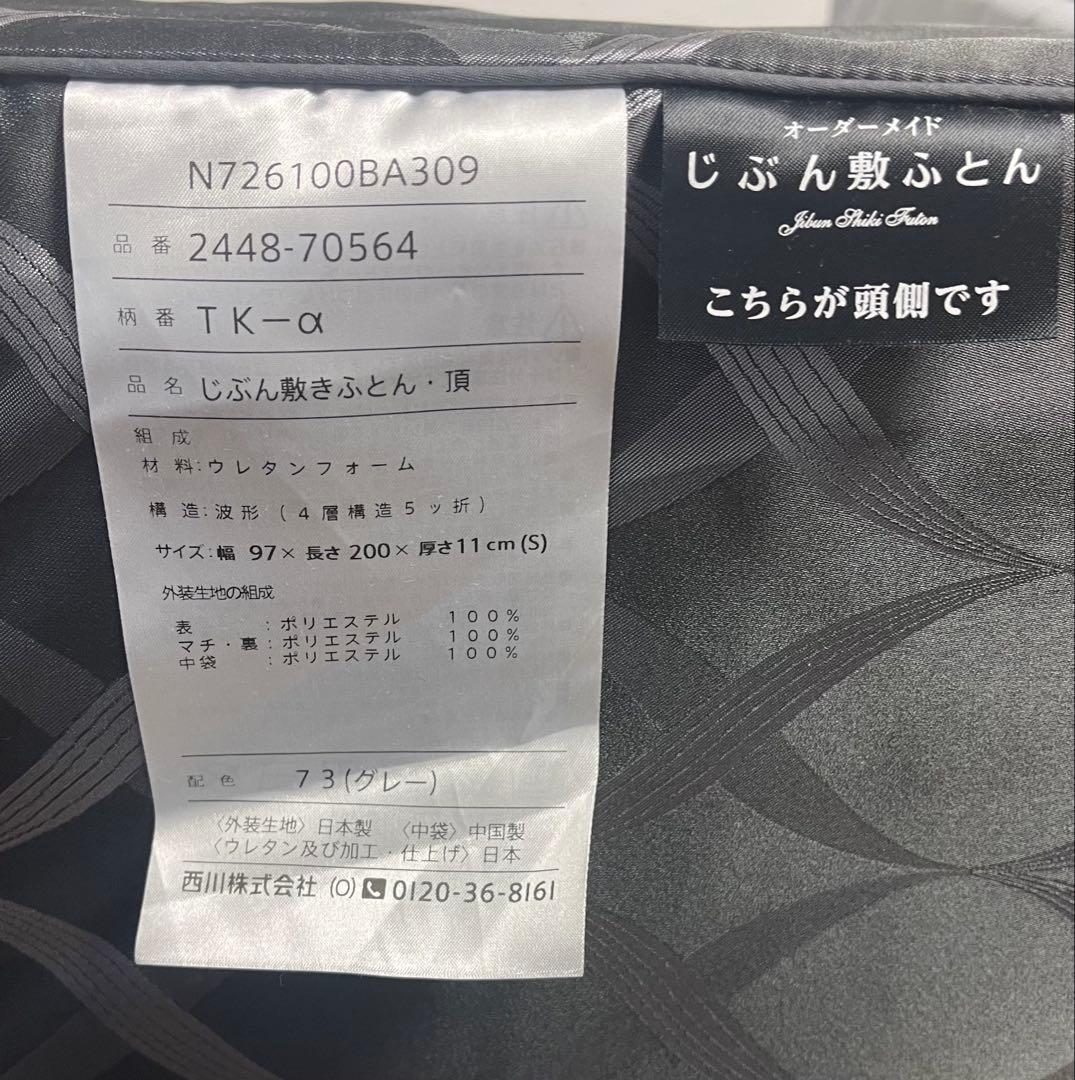 N726100BA309
品 番 2448-70564
柄 番 TK-α
品 名 じぶん敷きふとん・頂
組 成
材 料:ウレタンフォーム
構 造:波形 (4層構造5ッ折)
サイズ:幅 97× 長さ 200× 厚さ11cm(S)
外装生地の組成
表 :ポリエステル 100%
マチ・裏:ポリエステル 100%
中袋 :ポリエステル 100%
配 色 73(グレー)
〈外装生地〉日本製 〈中袋〉中国製
〈ウレタン及び加工・仕上げ〉日本
西川株式会社 (O) 0120-36-8161
オーダーメイド
じぶん敷ふとん
Jibun Shiki Futon
こちらが頭側です